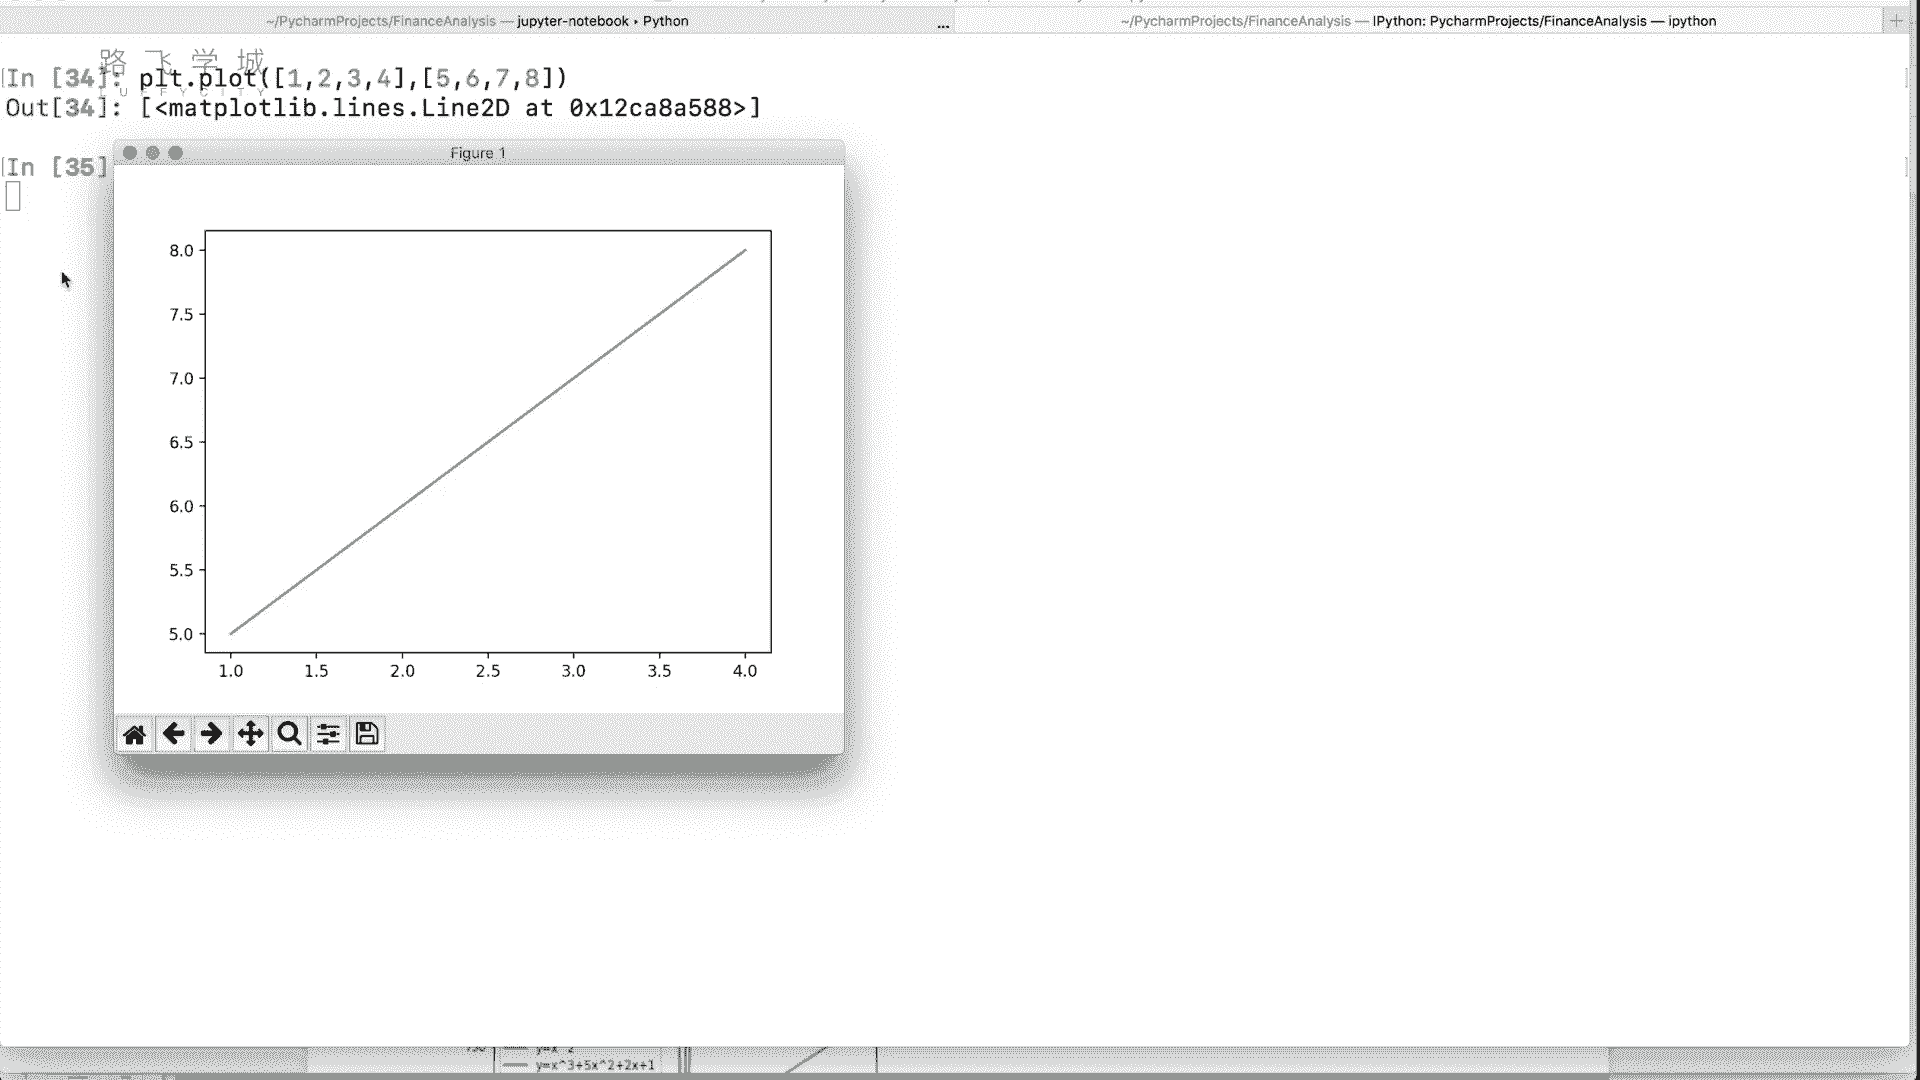 ~/PycharmProjects/FinanceAnalysis — jupyter-notebook ▸ Python
...
~/PycharmProjects/FinanceAnalysis — IPython: PycharmProjects/FinanceAnalysis — ipython
+
路飞学城
LUFFYCITY
In [34]: plt.plot([1,2,3,4],[5,6,7,8])
Out[34]: [<matplotlib.lines.Line2D at 0x12ca8a588>]
In [35]
Figure 1
8.0
7.5
7.0
6.5
6.0
5.5
5.0
1.0 1.5 2.0 2.5 3.0 3.5 4.0
y=x^3+5x^2+2x+1